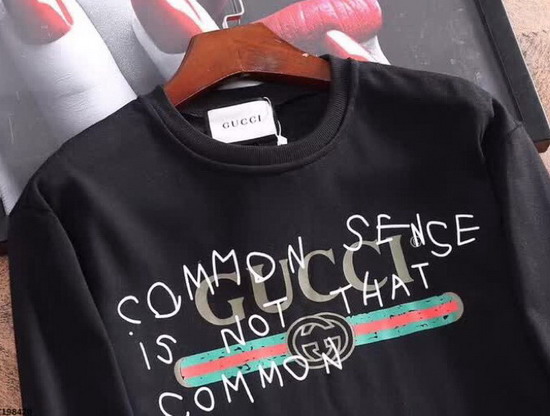 GUCCI
COMMON SENSE
GUCCI®
IS NOT THAT
COMMON